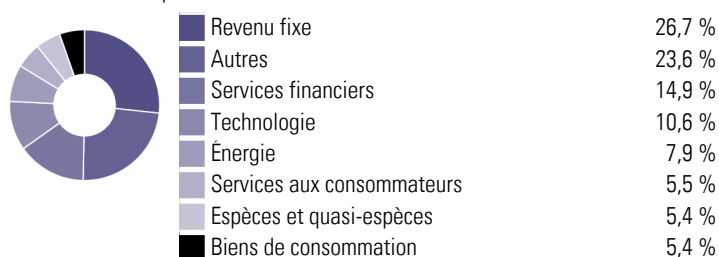 Revenu fixe 26,7 %
Autres 23,6 %
Services financiers 14,9 %
Technologie 10,6 %
Énergie 7,9 %
Services aux consommateurs 5,5 %
Espèces et quasi-espèces 5,4 %
Biens de consommation 5,4 %